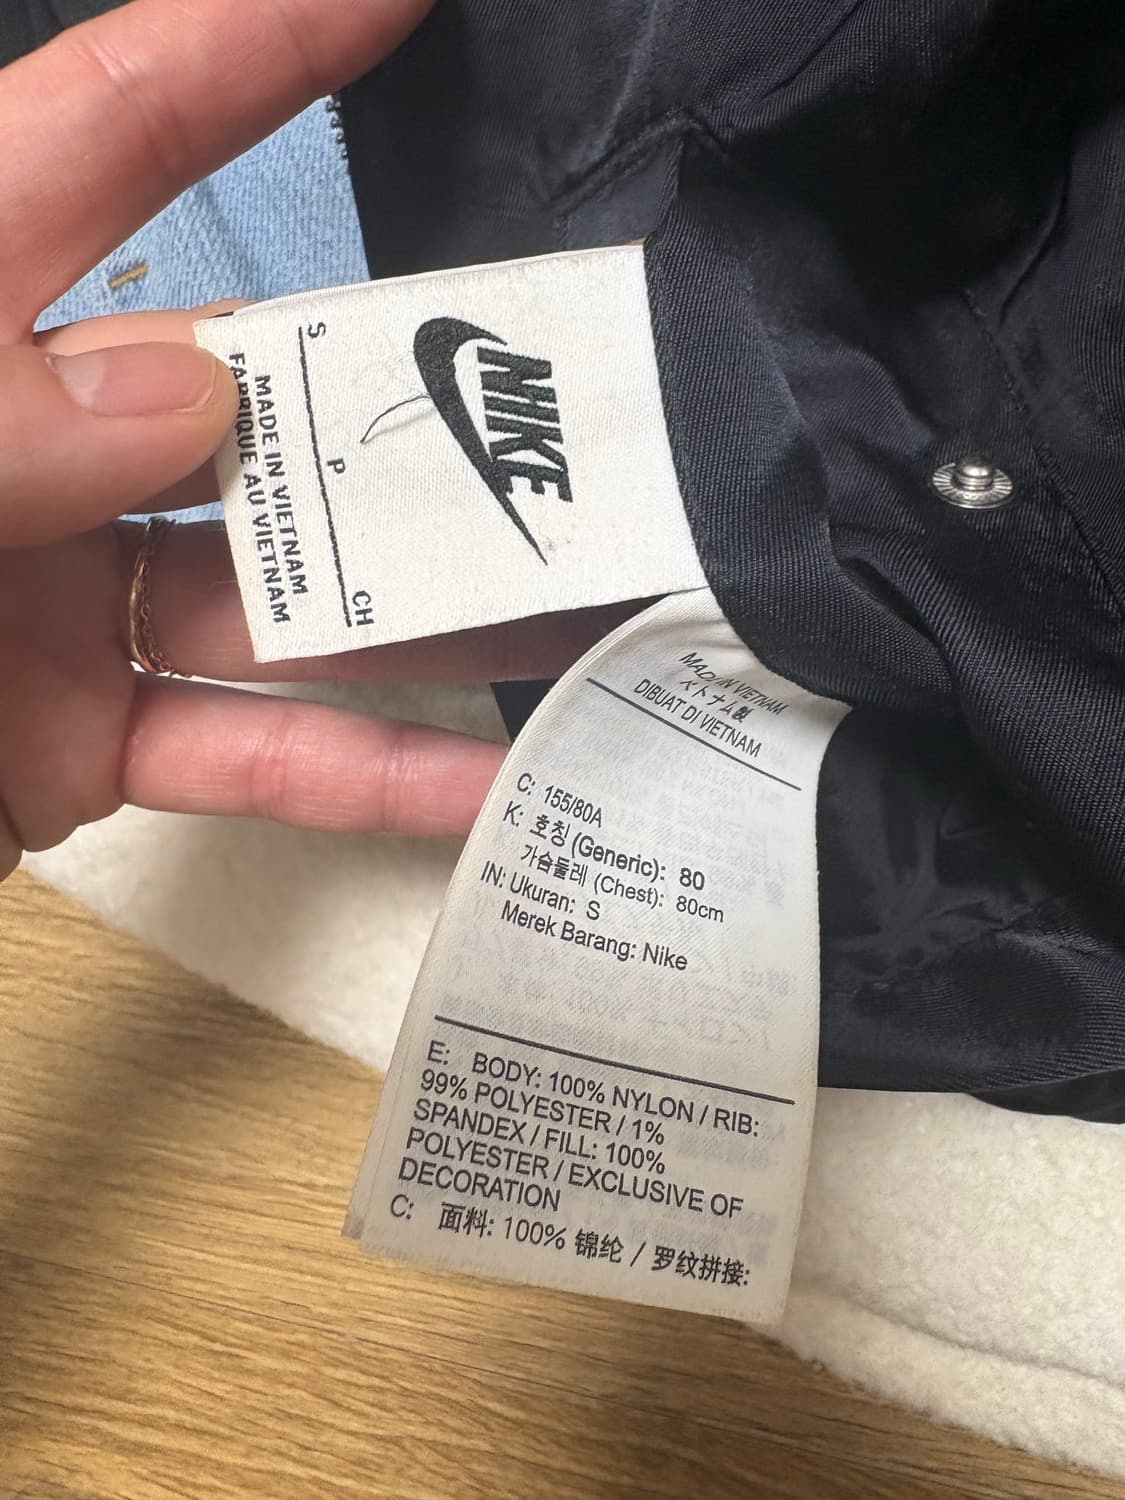 NIKE
S P CH
MADE IN VIETNAM
FABRIQUE AU VIETNAM
MADE IN VIETNAM
ベトナム製
DIBUAT DI VIETNAM
C: 155/80A
K: 호칭 (Generic): 80
가슴둘레 (Chest): 80cm
IN: Ukuran: S
Merek Barang: Nike
E: BODY: 100% NYLON / RIB:
99% POLYESTER / 1%
SPANDEX / FILL: 100%
POLYESTER / EXCLUSIVE OF
DECORATION
C: 面料: 100% 锦纶 / 罗纹拼接: